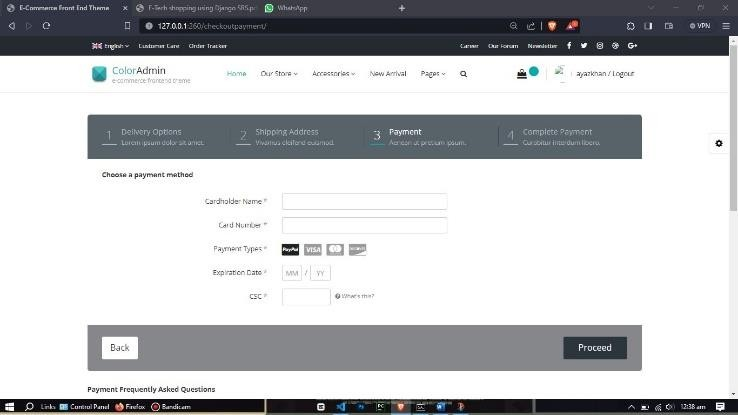 E-Commerce Front End Theme
E-Tech shopping using Django SRS.pdf
WhatsApp
127.0.0.1:260/checkoutpayment/
VPN
English
Customer Care
Order Tracker
Career
Our Forum
Newsletter
ColorAdmin
e-commerce frontend theme
Home
Our Store
Accessories
New Arrival
Pages
ayazkhan / Logout
1 Delivery Options
Lorem ipsum dolor sit amet.
2 Shipping Address
Vivamus eleifend euismod.
3 Payment
Aenean ut pretium ipsum.
4 Complete Payment
Curabitur interdum libero.
Choose a payment method
Cardholder Name *
Card Number *
Payment Types *
PayPal VISA
Expiration Date *
MM / YY
CSC *
What's this?
Back
Proceed
Payment Frequently Asked Questions
Links
Control Panel
Firefox
Bandicam
12:38 am